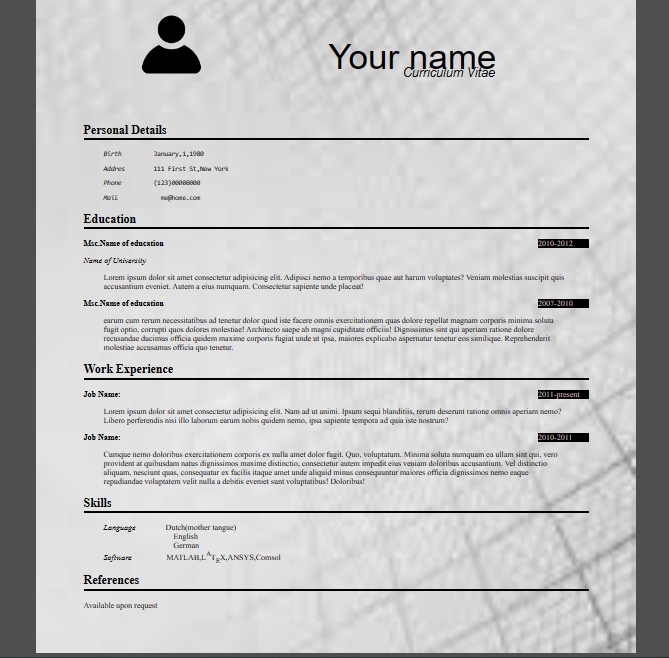 Your name
Curriculum Vitae
Personal Details
Birth January,1,1980
Addres 111 First St,New York
Phone (123)00000000
Mail me@home.com
Education
Msc.Name of education 2010-2012
Name of University
Lorem ipsum dolor sit amet consectetur adipisicing elit. Adipisci nemo a temporibus quae aut harum voluptates? Veniam molestias suscipit quis
accusantium eveniet. Autem a eius numquam. Consectetur sapiente unde placeat!
Msc.Name of education 2007-2010
earum cum rerum necessitatibus ad tenetur dolor quod iste facere omnis exercitationem quas dolore repellat magnam corporis minima soluta
fugit optio, corrupti quos dolores molestiae! Architecto saepe ab magni cupiditate officiis! Dignissimos sint qui aperiam ratione dolore
recusandae ducimus officia quidem maxime corporis fugiat unde ut ipsa, maiores explicabo aspernatur tenetur eos similique. Reprehenderit
molestiae accusamus officia quo tenetur.
Work Experience
Job Name: 2011-present
Lorem ipsum dolor sit amet consectetur adipisicing elit. Nam ad ut animi. Ipsum sequi blanditiis, rerum deserunt ratione omnis aperiam nemo?
Libero perferendis nisi illo laborum earum nobis quidem nemo, ipsa sapiente tempora ad quia iste nostrum?
Job Name: 2010-2011
Cumque nemo doloribus exercitationem corporis ex nulla amet dolor fugit. Quo, voluptatum. Minima soluta numquam ea ullam sint qui, vero
provident at quibusdam natus dignissimos maxime distinctio, consectetur autem impedit eius veniam doloribus accusantium. Vel distinctio
aliquam, nesciunt quas, consequatur ex facilis itaque amet unde aliquid minus consequuntur maiores officia dignissimos nemo eaque
repudiandae voluptatem velit nulla a debitis eveniet sunt voluptatibus! Doloribus!
Skills
Language Dutch(mother tangue)
English
German
Software MATLAB,LATEX,ANSYS,Comsol
References
Available upon request